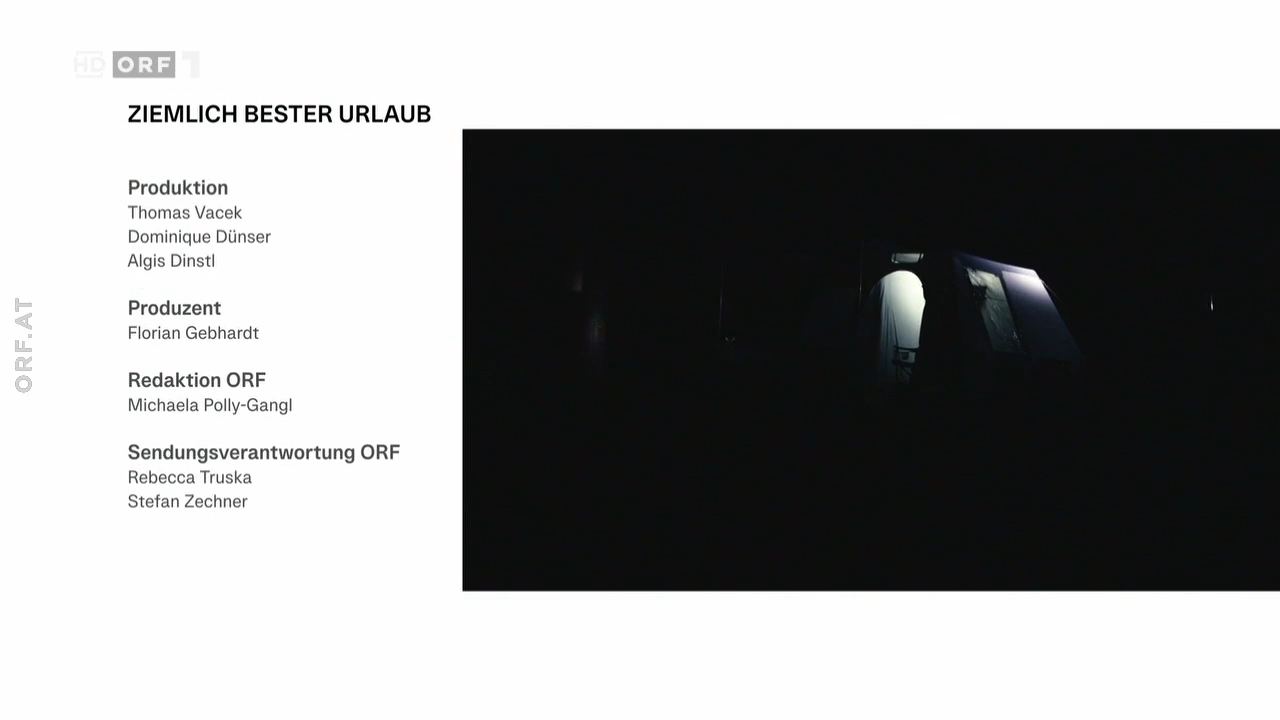 HD ORF 1
ZIEMLICH BESTER URLAUB
Produktion
Thomas Vacek
Dominique Dünser
Algis Dinstl
Produzent
Florian Gebhardt
Redaktion ORF
Michaela Polly-Gangl
Sendungsverantwortung ORF
Rebecca Truska
Stefan Zechner
ORF.AT